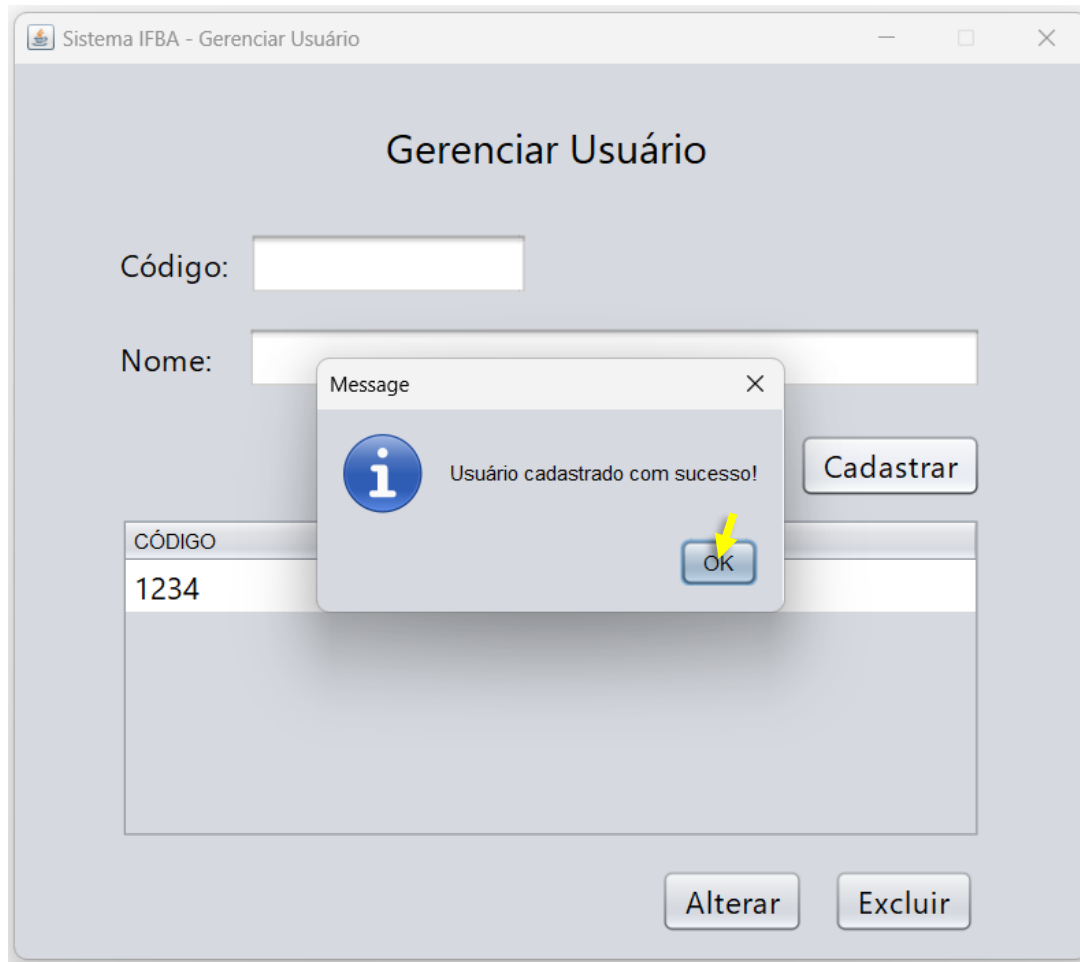 Sistema IFBA - Gerenciar Usuário
Gerenciar Usuário
Código:
Nome:
Message
Usuário cadastrado com sucesso!
OK
Cadastrar
CÓDIGO
1234
Alterar
Excluir